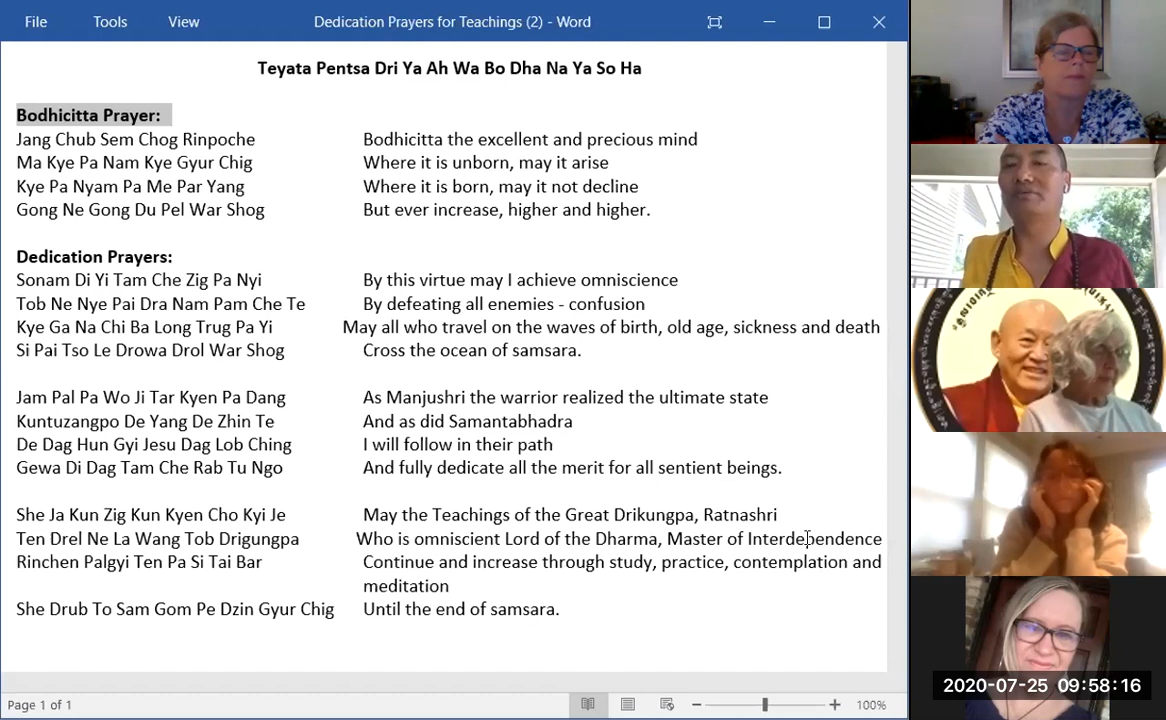 File Tools View Dedication Prayers for Teachings (2) - Word
Teyata Pentsa Dri Ya Ah Wa Bo Dha Na Ya So Ha
Bodhicitta Prayer:
Jang Chub Sem Chog Rinpoche Bodhicitta the excellent and precious mind
Ma Kye Pa Nam Kye Gyur Chig Where it is unborn, may it arise
Kye Pa Nyam Pa Me Par Yang Where it is born, may it not decline
Gong Ne Gong Du Pel War Shog But ever increase, higher and higher.
Dedication Prayers:
Sonam Di Yi Tam Che Zig Pa Nyi By this virtue may I achieve omniscience
Tob Ne Nye Pai Dra Nam Pam Che Te By defeating all enemies - confusion
Kye Ga Na Chi Ba Long Trug Pa Yi May all who travel on the waves of birth, old age, sickness and death
Si Pai Tso Le Drowa Drol War Shog Cross the ocean of samsara.
Jam Pal Pa Wo Ji Tar Kyen Pa Dang As Manjushri the warrior realized the ultimate state
Kuntuzangpo De Yang De Zhin Te And as did Samantabhadra
De Dag Hun Gyi Jesu Dag Lob Ching I will follow in their path
Gewa Di Dag Tam Che Rab Tu Ngo And fully dedicate all the merit for all sentient beings.
She Ja Kun Zig Kun Kyen Cho Kyi Je May the Teachings of the Great Drikungpa, Ratnashri
Ten Drel Ne La Wang Tob Drigungpa Who is omniscient Lord of the Dharma, Master of Interdependence
Rinchen Palgyi Ten Pa Si Tai Bar Continue and increase through study, practice, contemplation and
meditation
She Drub To Sam Gom Pe Dzin Gyur Chig Until the end of samsara.
Page 1 of 1 100%
2020-07-25 09:58:16